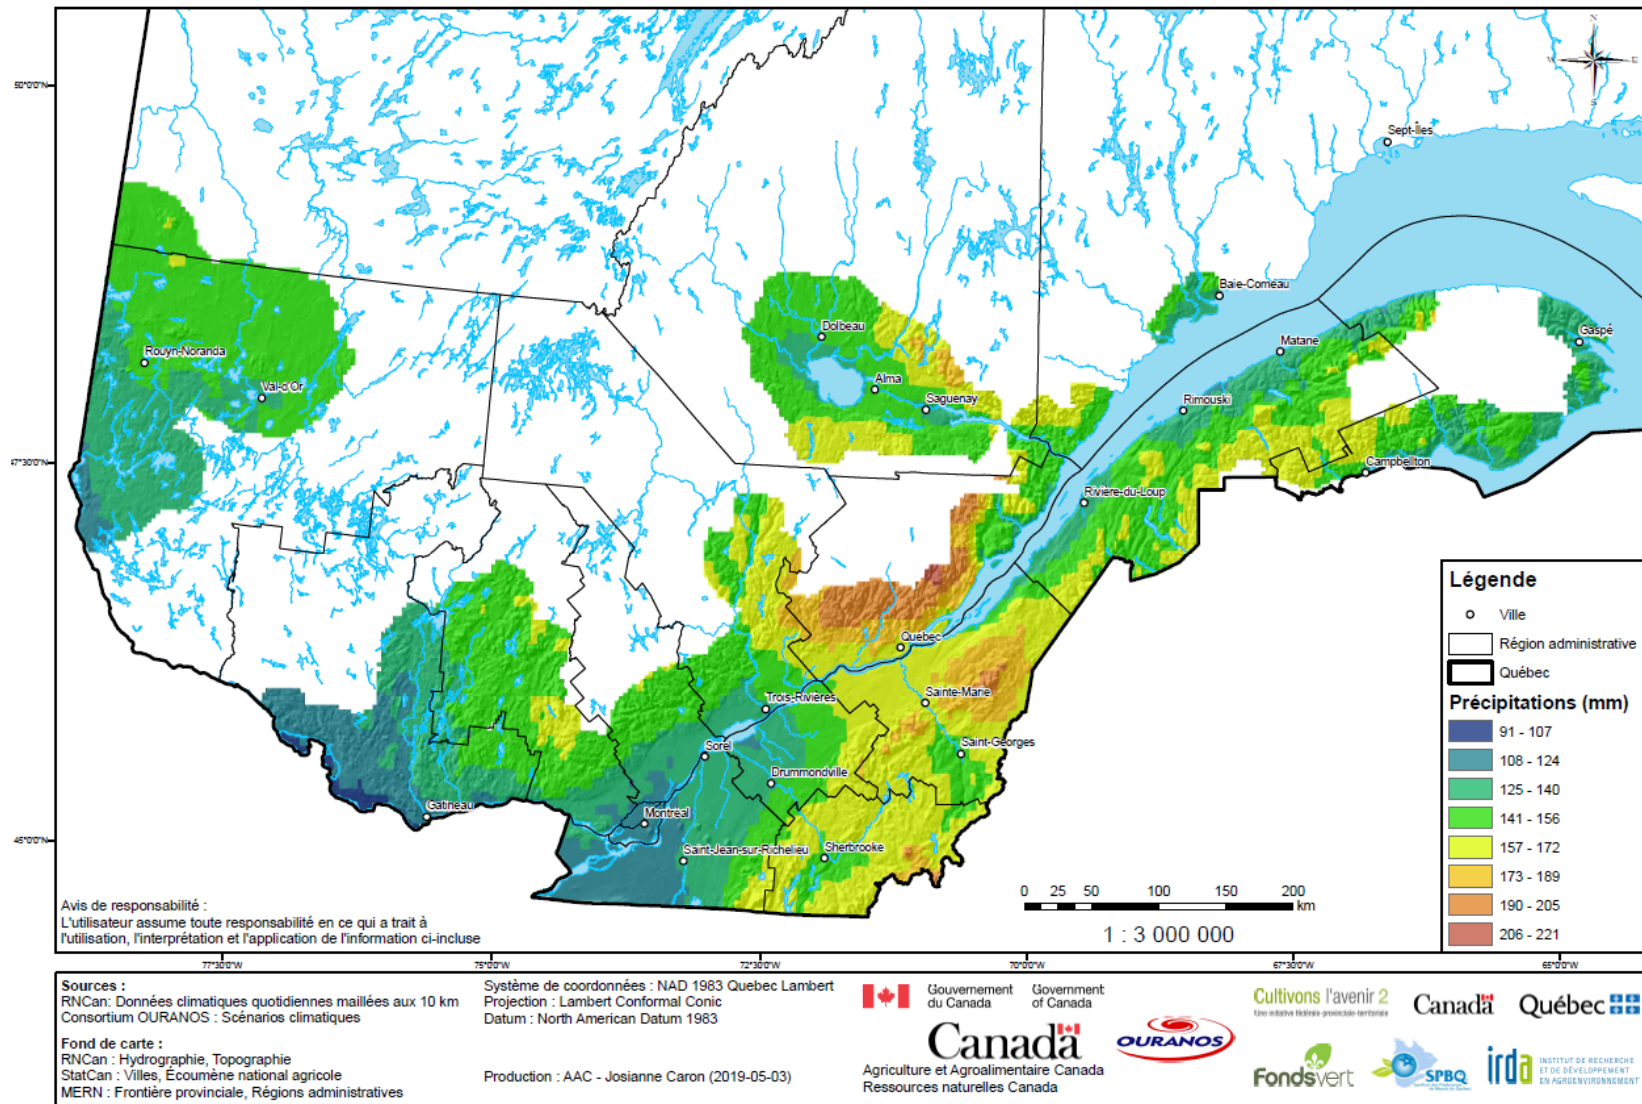 50°0'0"N
47°30'0"N
45°0'0"N
N
W
E
S
Sept-Îles
Baie-Comeau
Gaspé
Matane
Dolbeau
Rouyn-Noranda
Val-d'Or
Alma
Saguenay
Rimouski
Campbellton
Rivière-du-Loup
Québec
Sainte-Marie
Trois-Rivières
Sorel
Saint-Georges
Drummondville
Gatineau
Montréal
Saint-Jean-sur-Richelieu
Sherbrooke
Légende
Ville
Région administrative
Québec
Précipitations (mm)
91 - 107
108 - 124
125 - 140
141 - 156
157 - 172
173 - 189
190 - 205
206 - 221
0 25 50 100 150 200
km
1 : 3 000 000
Avis de responsabilité :
L'utilisateur assume toute responsabilité en ce qui a trait à
l'utilisation, l'interprétation et l'application de l'information ci-incluse
77°30'0"W 75°0'0"W 72°30'0"W 70°0'0"W 67°30'0"W 65°0'0"W
Sources :
RNCan: Données climatiques quotidiennes maillées aux 10 km
Consortium OURANOS : Scénarios climatiques
Fond de carte :
RNCan : Hydrographie, Topographie
StatCan : Villes, Écoumène national agricole
MERN : Frontière provinciale, Régions administratives
Système de coordonnées : NAD 1983 Quebec Lambert
Projection : Lambert Conformal Conic
Datum : North American Datum 1983
Production : AAC - Josianne Caron (2019-05-03)
Gouvernement du Canada
Government of Canada
Canada
Agriculture et Agroalimentaire Canada
Ressources naturelles Canada
OURANOS
Cultivons l'avenir 2
Une initiative fédérale-provinciale-territoriale
Canada
Québec
Fondsvert
SPBQ
irda
INSTITUT DE RECHERCHE
ET DE DÉVELOPPEMENT
EN AGROENVIRONNEMENT